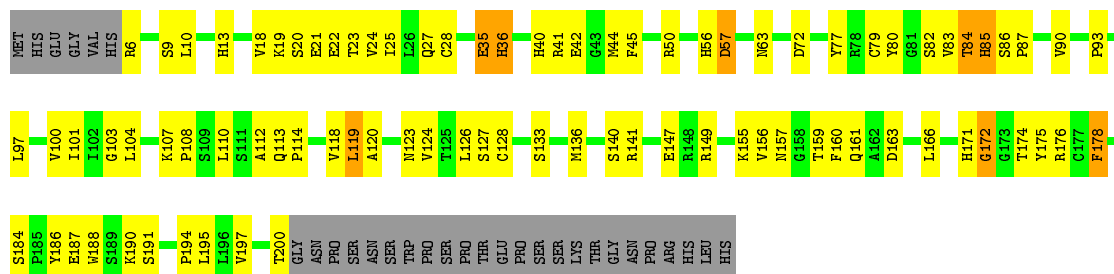 MET HIS GLU GLY VAL HIS R6 S9 L10 H13 V18 K19 S20 E21 E22 T23 V24 I25 L26 Q27 C28 E35 H36 H40 R41 E42 G43 M44 F45 R50 H56 D57 N63 D72 Y77 R78 C79 Y80 G81 S82 V83 T84 H85 S86 P87 V90 P93
L97 V100 I101 I102 G103 L104 K107 P108 S109 L110 S111 A112 Q113 P114 V118 L119 A120 N123 V124 T125 L126 S127 C128 S133 M136 S140 R141 E147 R148 R149 K155 V156 N157 G158 T159 F160 Q161 A162 D163 L166 H171 G172 G173 T174 Y175 R176 C177 F178
S184 P185 Y186 E187 W188 S189 K190 S191 P194 L195 L196 V197 T200 GLY ASN PRO SER ASN SER TRP PRO SER PRO THR GLU PRO SER SER LYS THR GLY ASN PRO ARG HIS LEU HIS